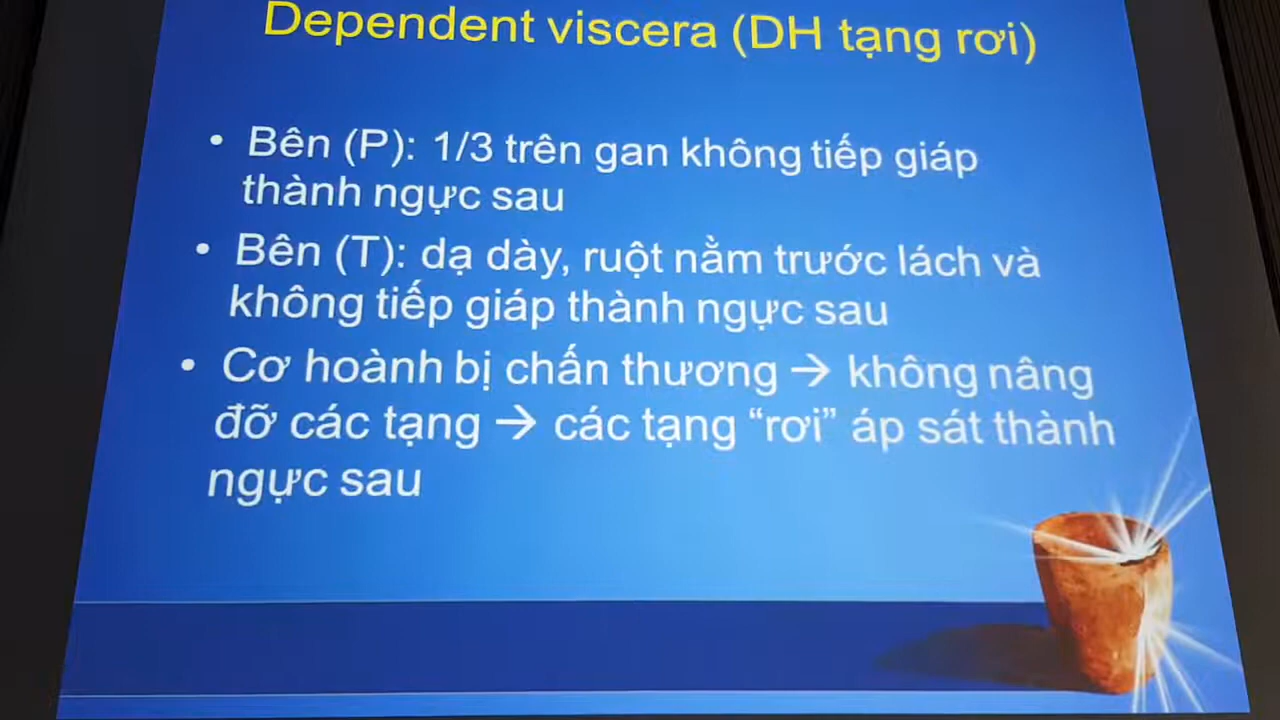 Dependent viscera (DH tạng rơi)
• Bên (P): 1/3 trên gan không tiếp giáp
thành ngực sau
• Bên (T): dạ dày, ruột nằm trước lách và
không tiếp giáp thành ngực sau
• Cơ hoành bị chấn thương → không nâng
đỡ các tạng → các tạng “rơi” áp sát thành
ngực sau